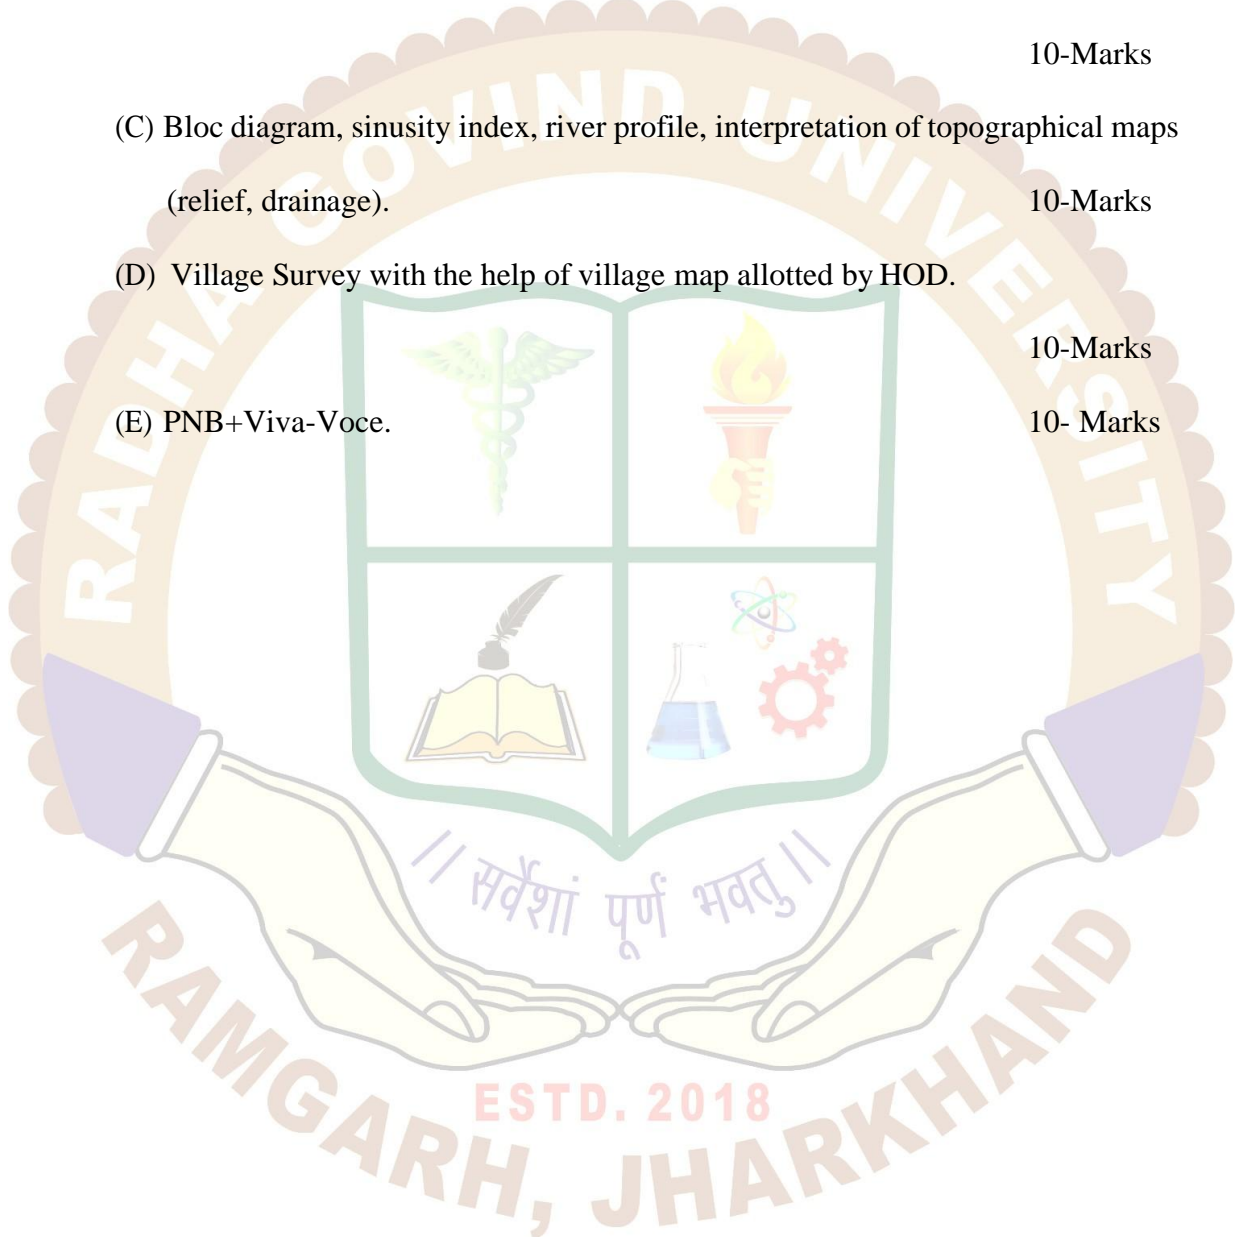 10-Marks
(C) Bloc diagram, sinusity index, river profile, interpretation of topographical maps
(relief, drainage). 10-Marks
(D) Village Survey with the help of village map allotted by HOD.
10-Marks
(E) PNB+Viva-Voce. 10- Marks
RADHA GOVIND UNIVERSITY
|| सर्वेशां पूर्ण भवतु ||
ESTD. 2018
RAMGARH, JHARKHAND